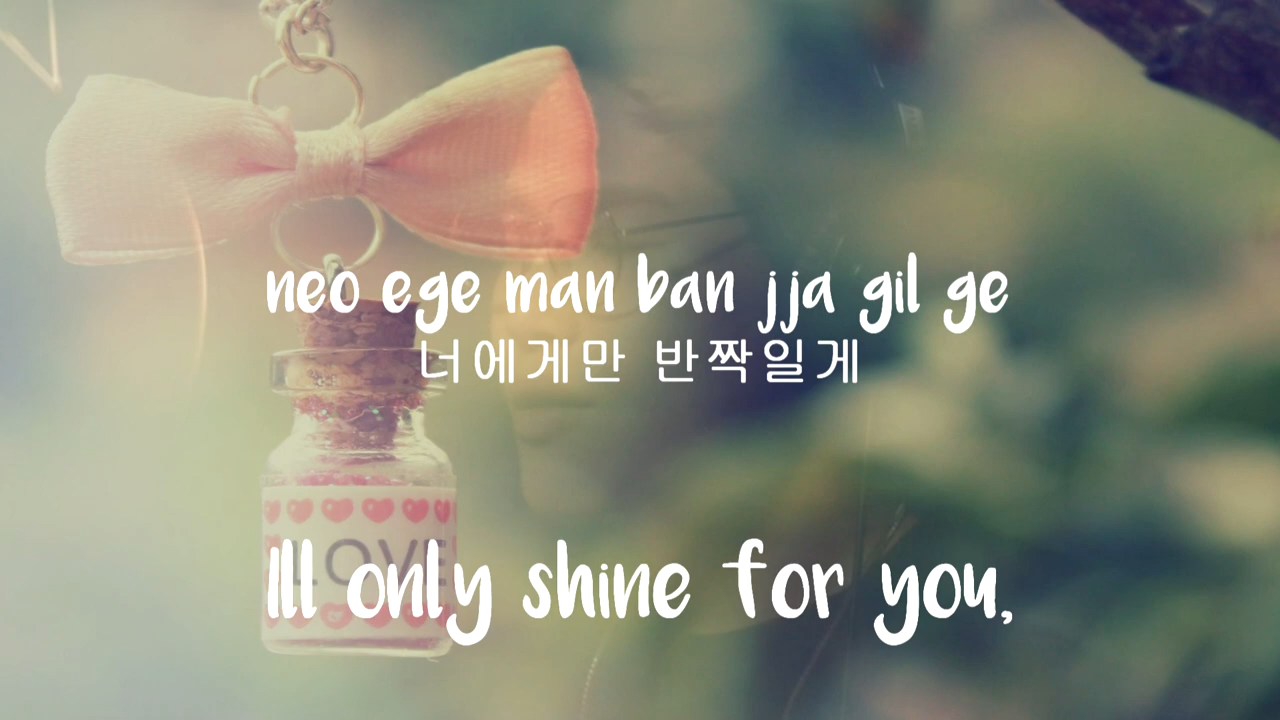 neo ege man ban jja gil ge
너에게만 반짝일게
LOVE
Ill only shine for you,